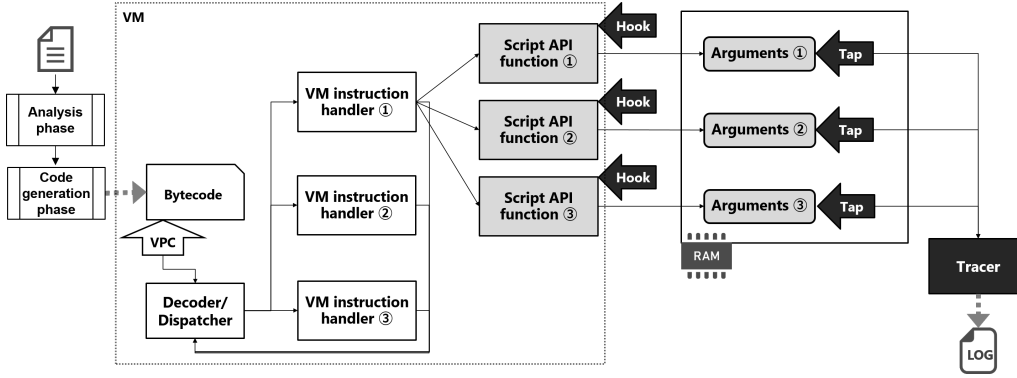 VM
Analysis
phase
Code
generation
phase
Bytecode
VPC
Decoder/
Dispatcher
VM instruction
handler ①
VM instruction
handler ②
VM instruction
handler ③
Script API
function ①
Hook
Script API
function ②
Hook
Script API
function ③
Hook
Arguments ①
Tap
Arguments ②
Tap
Arguments ③
Tap
RAM
Tracer
LOG